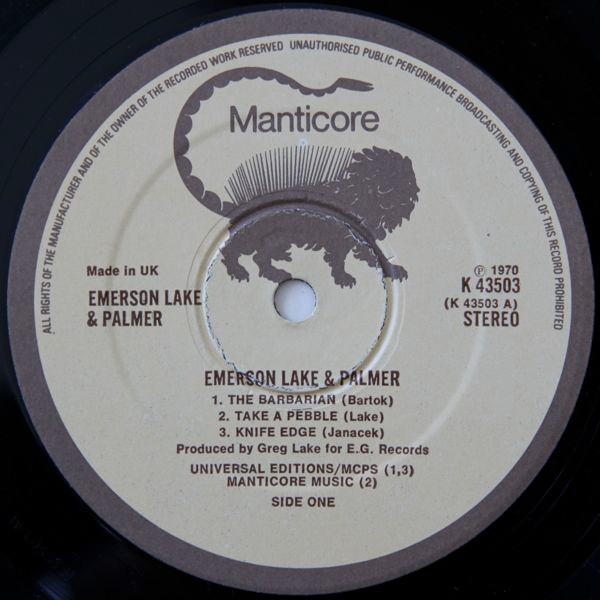 ALL RIGHTS OF THE MANUFACTURER AND OF THE OWNER OF THE RECORDED WORK RESERVED UNAUTHORISED PUBLIC PERFORMANCE BROADCASTING AND COPYING OF THIS RECORD PROHIBITED
Manticore
Made in UK
EMERSON LAKE
& PALMER
℗ 1970
K 43503
(K 43503 A)
STEREO
EMERSON LAKE & PALMER
1. THE BARBARIAN (Bartok)
2. TAKE A PEBBLE (Lake)
3. KNIFE EDGE (Janacek)
Produced by Greg Lake for E.G. Records
UNIVERSAL EDITIONS/MCPS (1,3)
MANTICORE MUSIC (2)
SIDE ONE